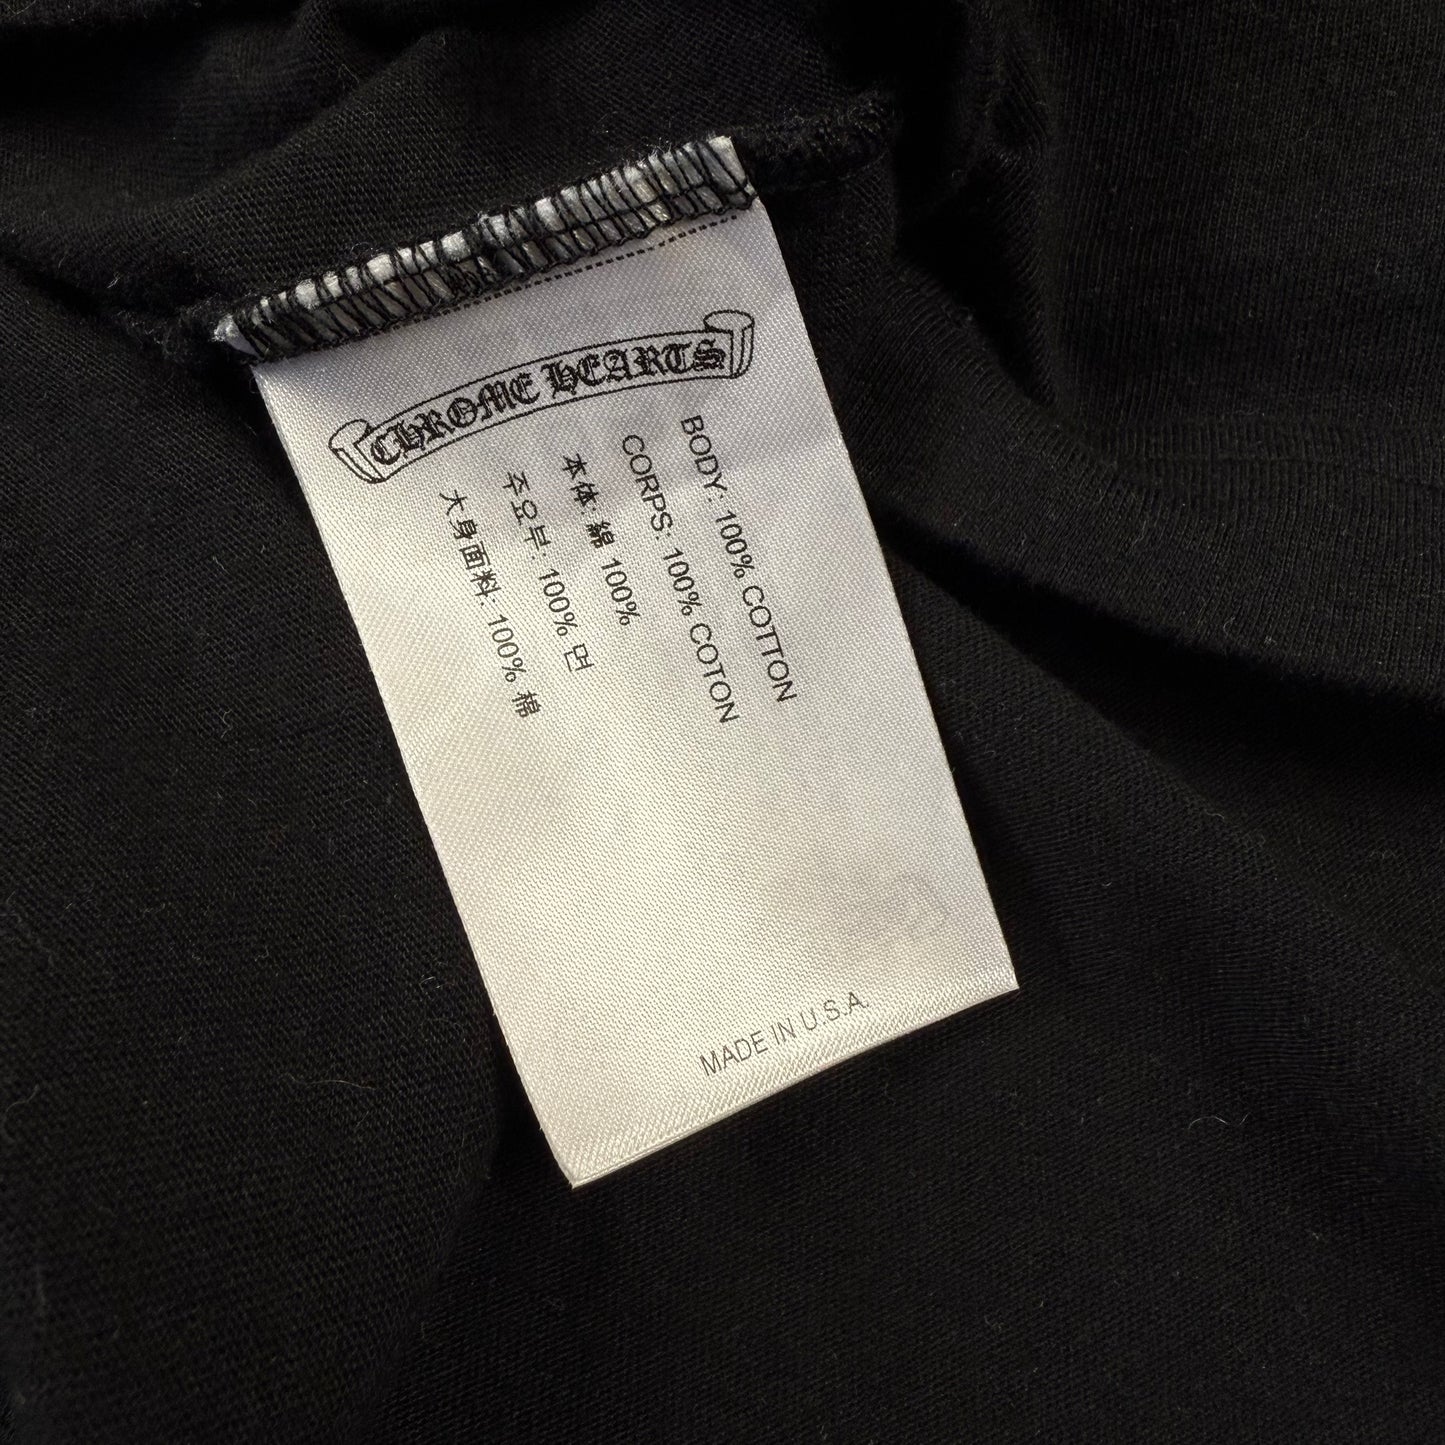 CHROME HEARTS
BODY: 100% COTTON
CORPS: 100% COTON
本体: 綿 100%
주요부: 100% 면
大身面料: 100% 棉
MADE IN U.S.A.